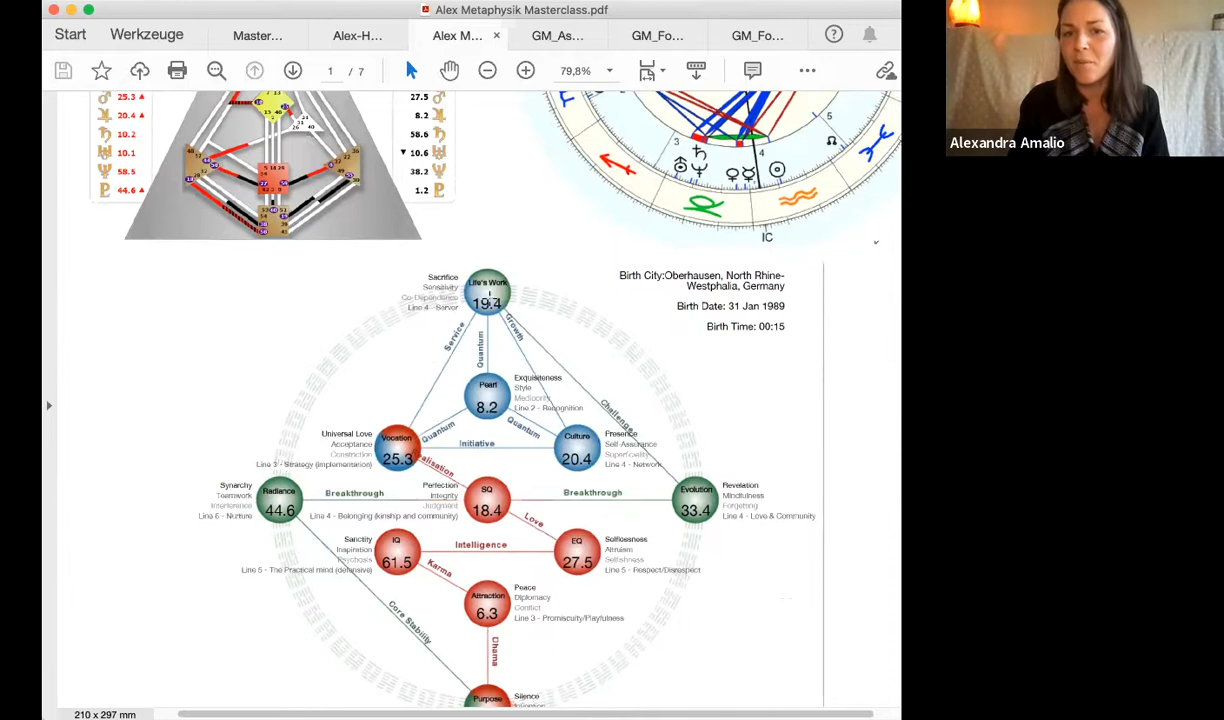 Alex Metaphysik Masterclass.pdf
Start Werkzeuge Master... Alex-H... Alex M... × GM_As... GM_Fo... GM_Fo...
1 / 7 79,8%
25.3
20.4
10.2
10.1
58.5
44.6
27.5
8.2
58.6
10.6
38.2
1.2
3
4
5
IC
Alexandra Amalio
Birth City:Oberhausen, North Rhine-
Westphalia, Germany
Birth Date: 31 Jan 1989
Birth Time: 00:15
Sacrifice
Sensitivity
Co-Dependence
Line 4 - Server
Life's Work
19.4
Service
Quantum
Growth
Challenge
Pearl
8.2
Exquisiteness
Style
Mediocrity
Line 2 - Recognition
Quantum
Quantum
Universal Love
Acceptance
Constriction
Line 3 - Strategy (implementation)
Vocation
25.3
Initiative
Culture
20.4
Presence
Self-Assurance
Superficiality
Line 4 - Network
alisation
Synarchy
Teamwork
Interference
Line 6 - Nurture
Radiance
44.6
Breakthrough
Perfection
Integrity
Judgment
Line 4 - Belonging (kinship and community)
SQ
18.4
Breakthrough
Evolution
33.4
Revelation
Mindfulness
Forgetting
Line 4 - Love & Community
Love
Sanctity
Inspiration
Psychosis
Line 5 - The Practical mind (defensive)
IQ
61.5
Intelligence
EQ
27.5
Selflessness
Altruism
Selfishness
Line 5 - Respect/Disrespect
Karma
Attraction
6.3
Peace
Diplomacy
Conflict
Line 3 - Promiscuity/Playfulness
Core Stability
Dharma
Purpose
Silence
210 x 297 mm